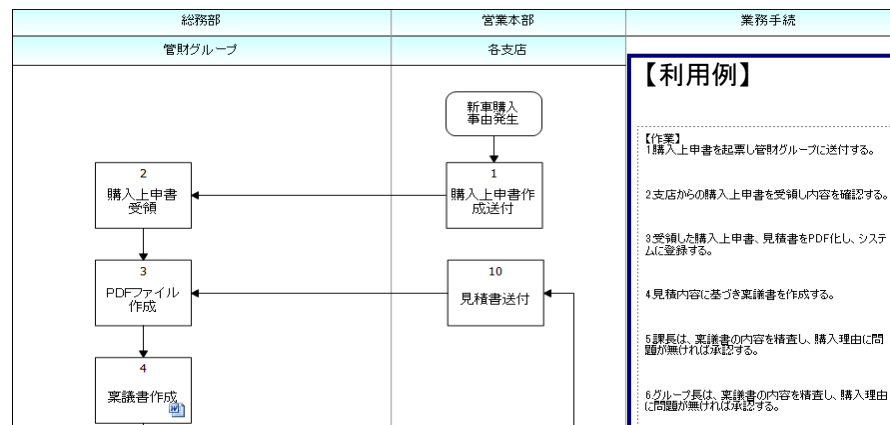 総務部
営業本部
業務手続
管財グループ
各支店
【利用例】
新車購入
事由発生
【作業】
1購入上申書を起票し管財グループに送付する。
2
購入上申書
受領
1
購入上申書作
成送付
2支店からの購入上申書を受領し内容を確認する。
3受領した購入上申書、見積書をPDF化し、システ
ムに登録する。
3
PDFファイル
作成
10
見積書送付
4見積内容に基づき稟議書を作成する。
5課長は、稟議書の内容を精査し、購入理由に問
題が無ければ承認する。
4
稟議書作成
6グループ長は、稟議書の内容を精査し、購入理由
に問題が無ければ承認する。